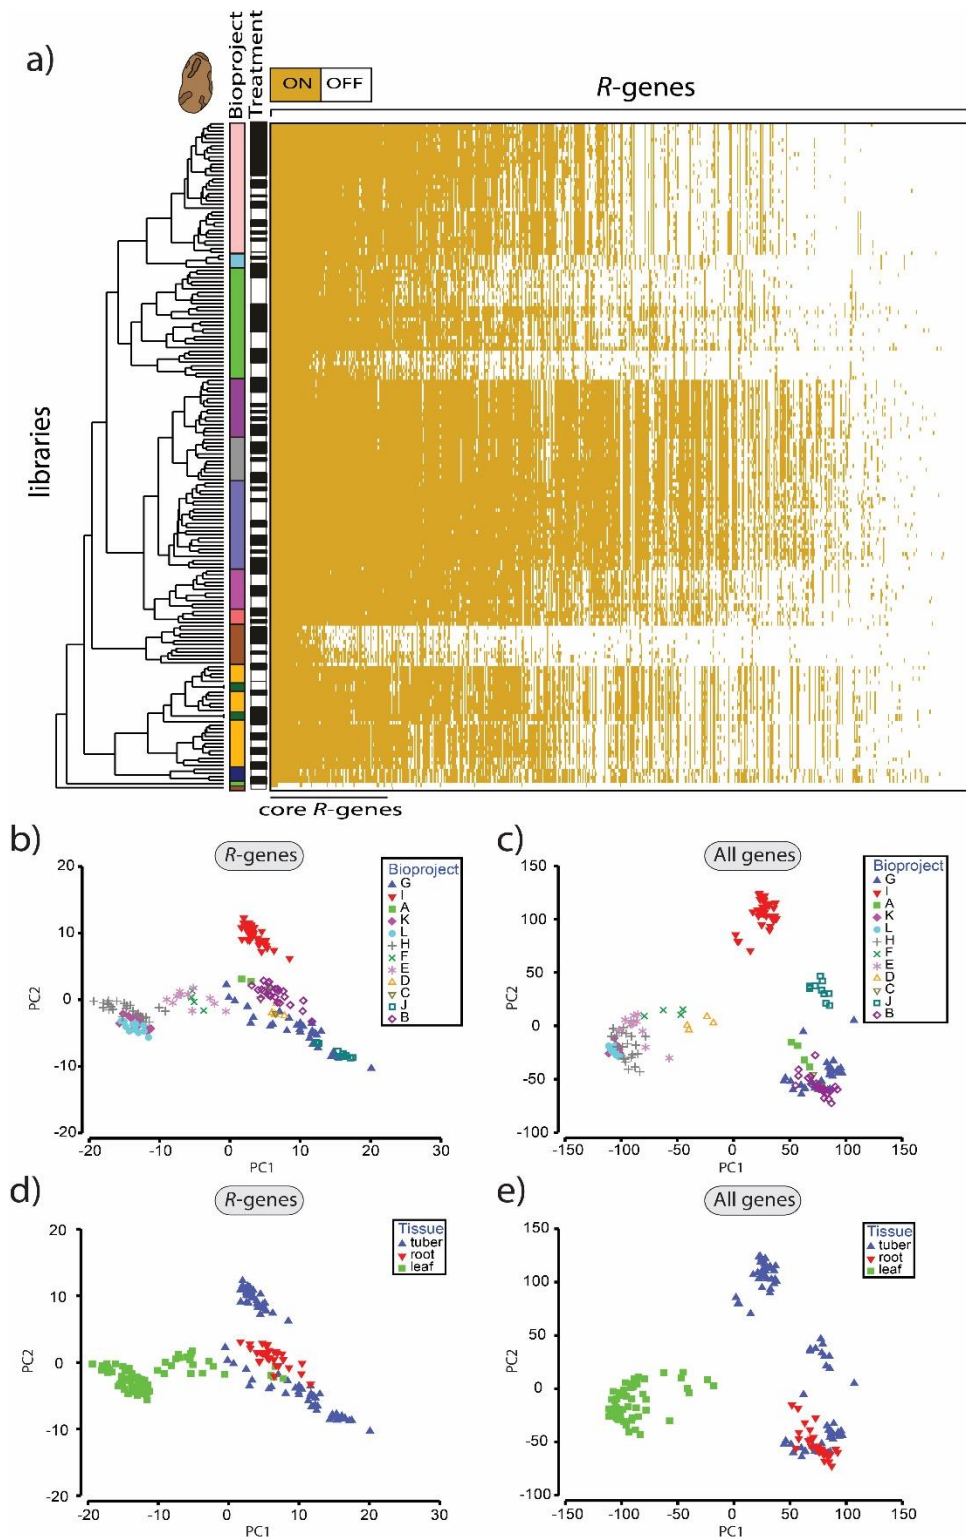 a)
Bioproject
Treatment
ON OFF
R-genes
libraries
core R-genes
b)
R-genes
20
10
0
-10
-20
PC2
-20 -10 0 10 20 30
PC1
Bioproject
G
I
A
K
L
H
F
E
D
C
J
B
c)
All genes
150
100
50
0
-50
-100
PC2
-150 -100 -50 0 50 100 150
PC1
Bioproject
G
I
A
K
L
H
F
E
D
C
J
B
d)
R-genes
20
10
0
-10
-20
PC2
-20 -10 0 10 20 30
PC1
Tissue
tuber
root
leaf
e)
All genes
150
100
50
0
-50
-100
PC2
-150 -100 -50 0 50 100 150
PC1
Tissue
tuber
root
leaf